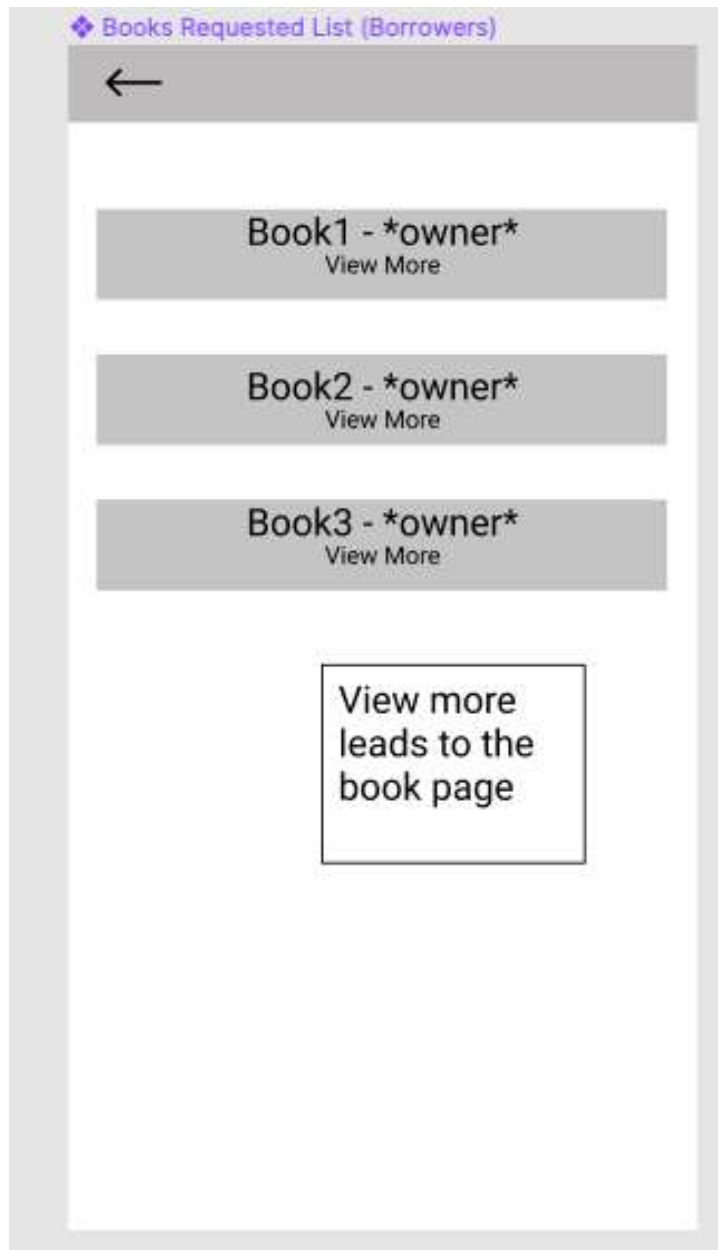 Books Requested List (Borrowers)
Book1 - *owner*
View More
Book2 - *owner*
View More
Book3 - *owner*
View More
View more
leads to the
book page